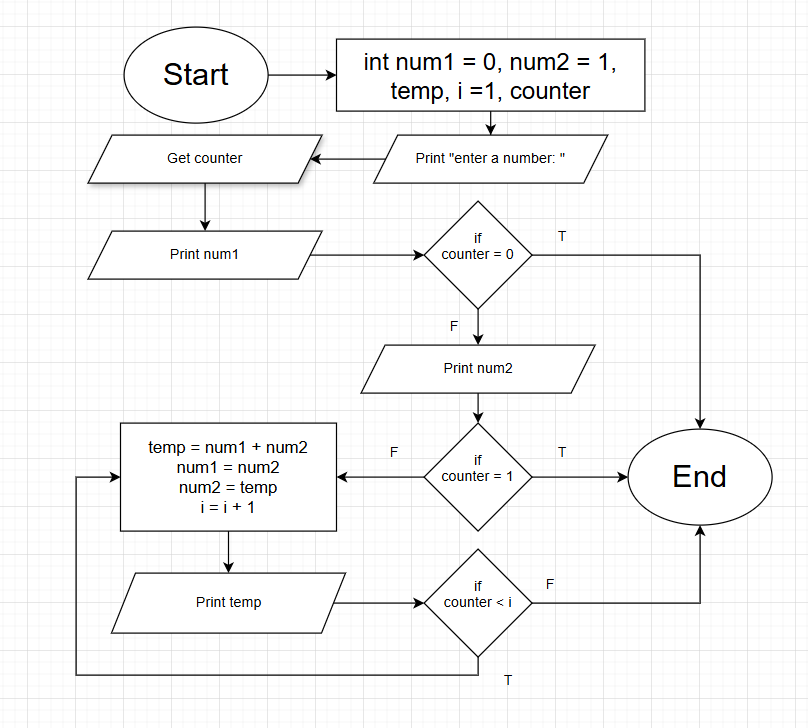 Start
int num1 = 0, num2 = 1,
temp, i =1, counter
Print "enter a number: "
Get counter
Print num1
if
counter = 0
T
F
Print num2
if
counter = 1
T
F
End
temp = num1 + num2
num1 = num2
num2 = temp
i = i + 1
Print temp
if
counter < i
F
T